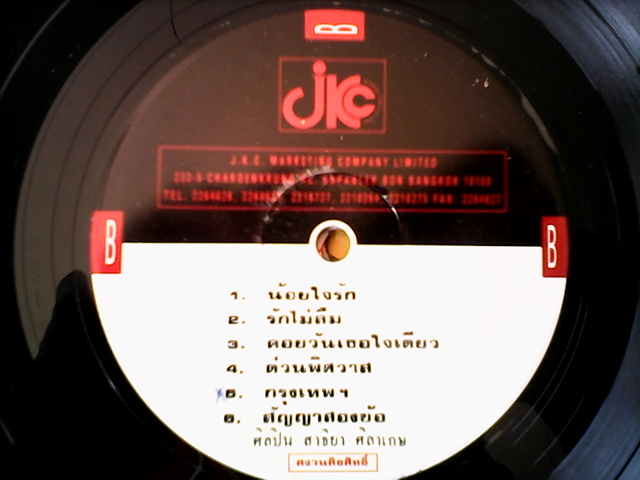 B
JKC
J.K.C. MARKETING COMPANY LIMITED
BANGKOK
B B
1. น้อยใจรัก
2. รักไม่ลืม
3. คอยวันเธอใจเดียว
4. ด่วนพิศวาส
5. กรุงเทพฯ
6. สัญญาสองข้อ
ศิลปิน สาธิยา ศิลาเกษ
สงวนลิขสิทธิ์